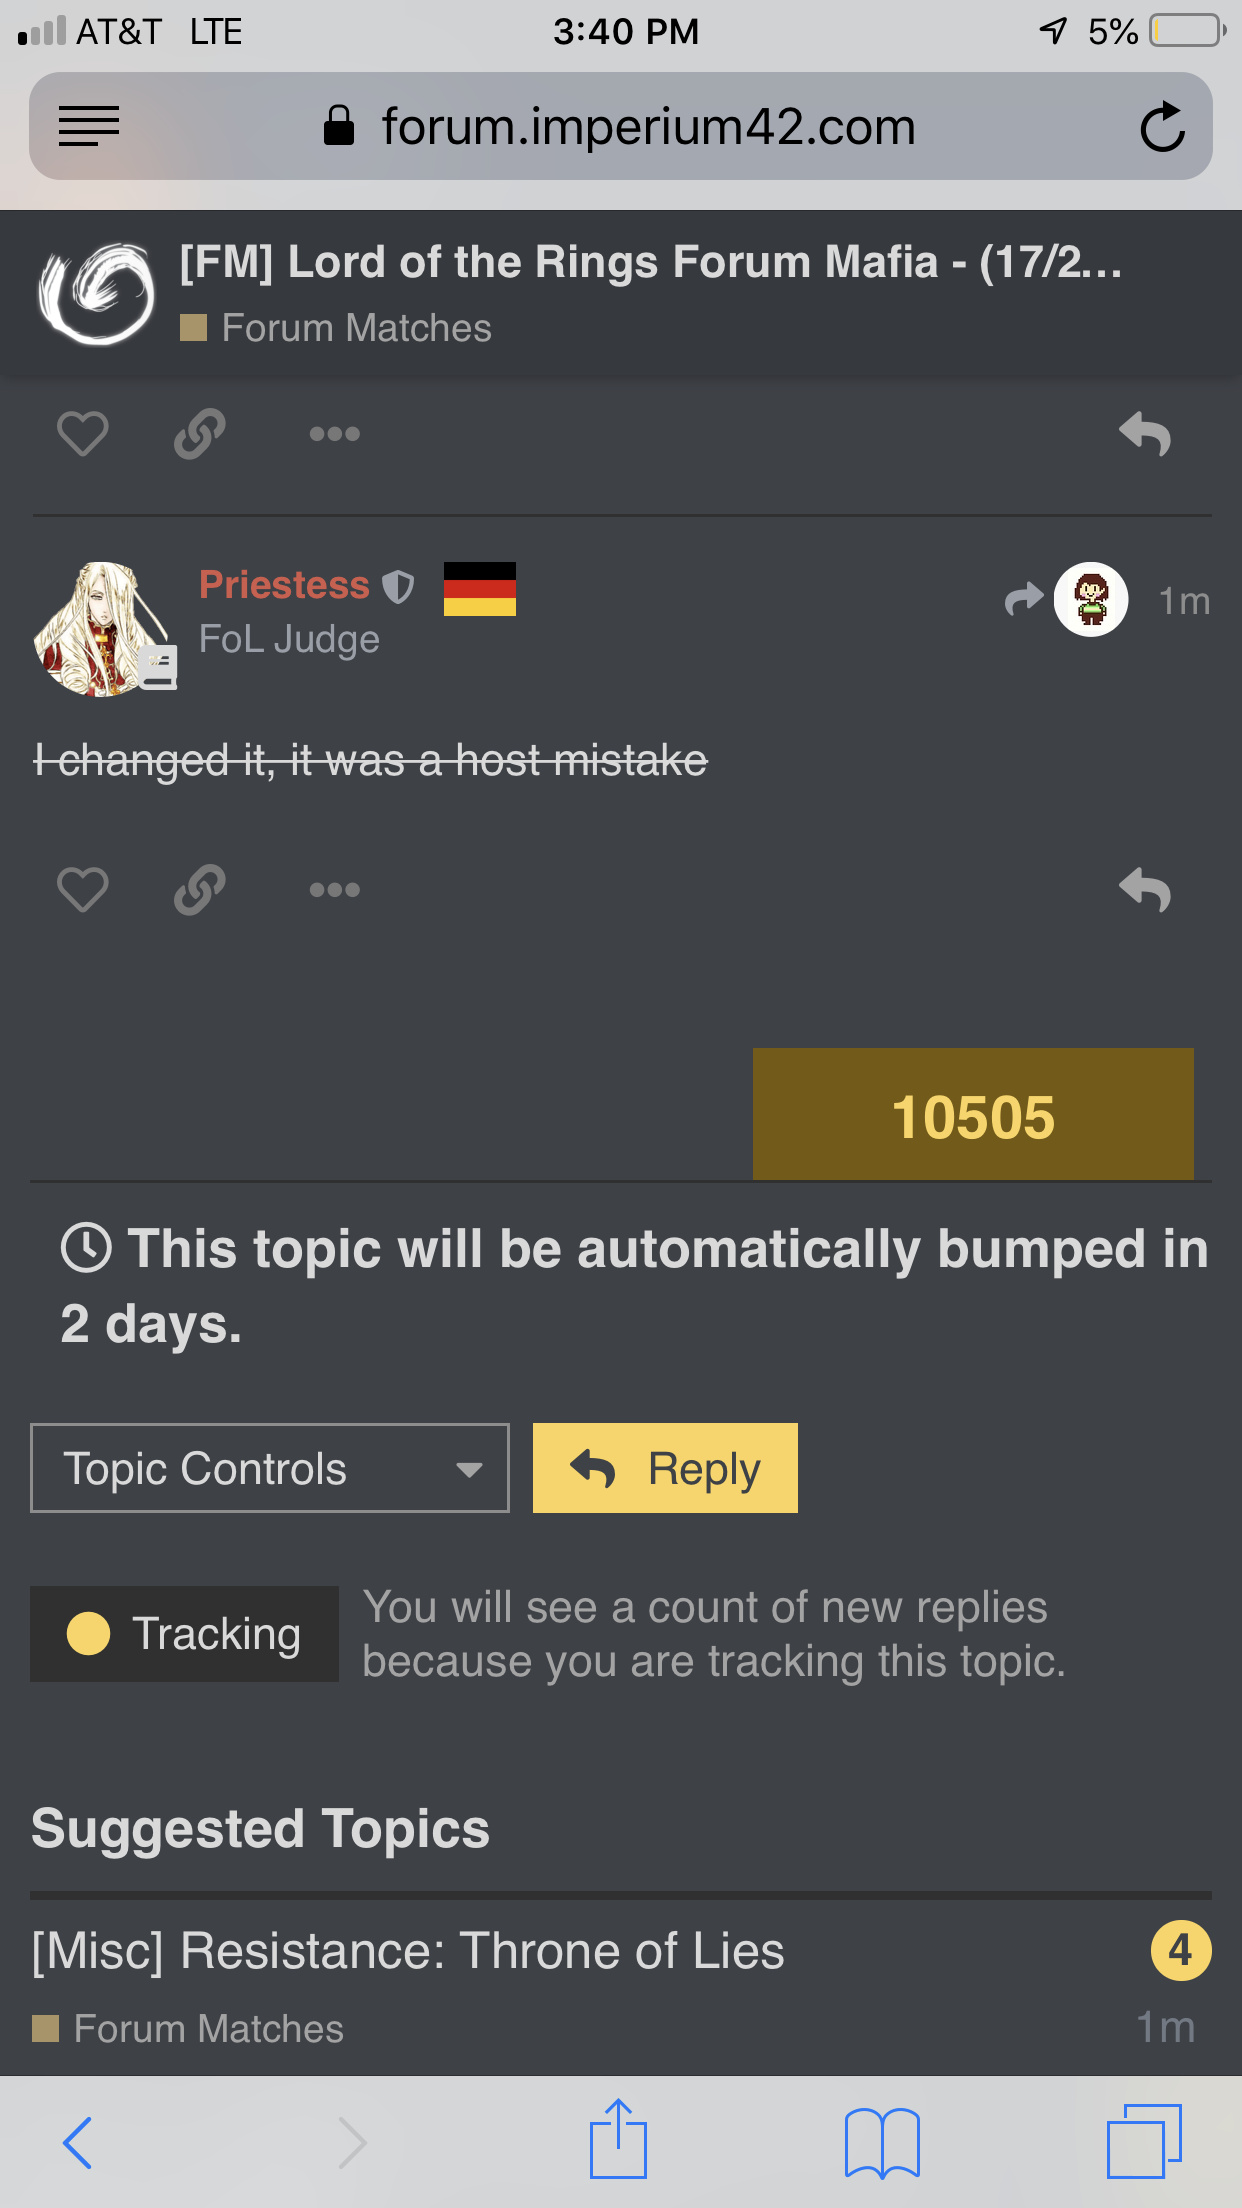 AT&T LTE 3:40 PM 5%
forum.imperium42.com
[FM] Lord of the Rings Forum Mafia - (17/2...
Forum Matches
Priestess
1m
FoL Judge
I changed it, it was a host mistake
10505
This topic will be automatically bumped in
2 days.
Topic Controls
Reply
Tracking
You will see a count of new replies
because you are tracking this topic.
Suggested Topics
[Misc] Resistance: Throne of Lies
4
Forum Matches
1m